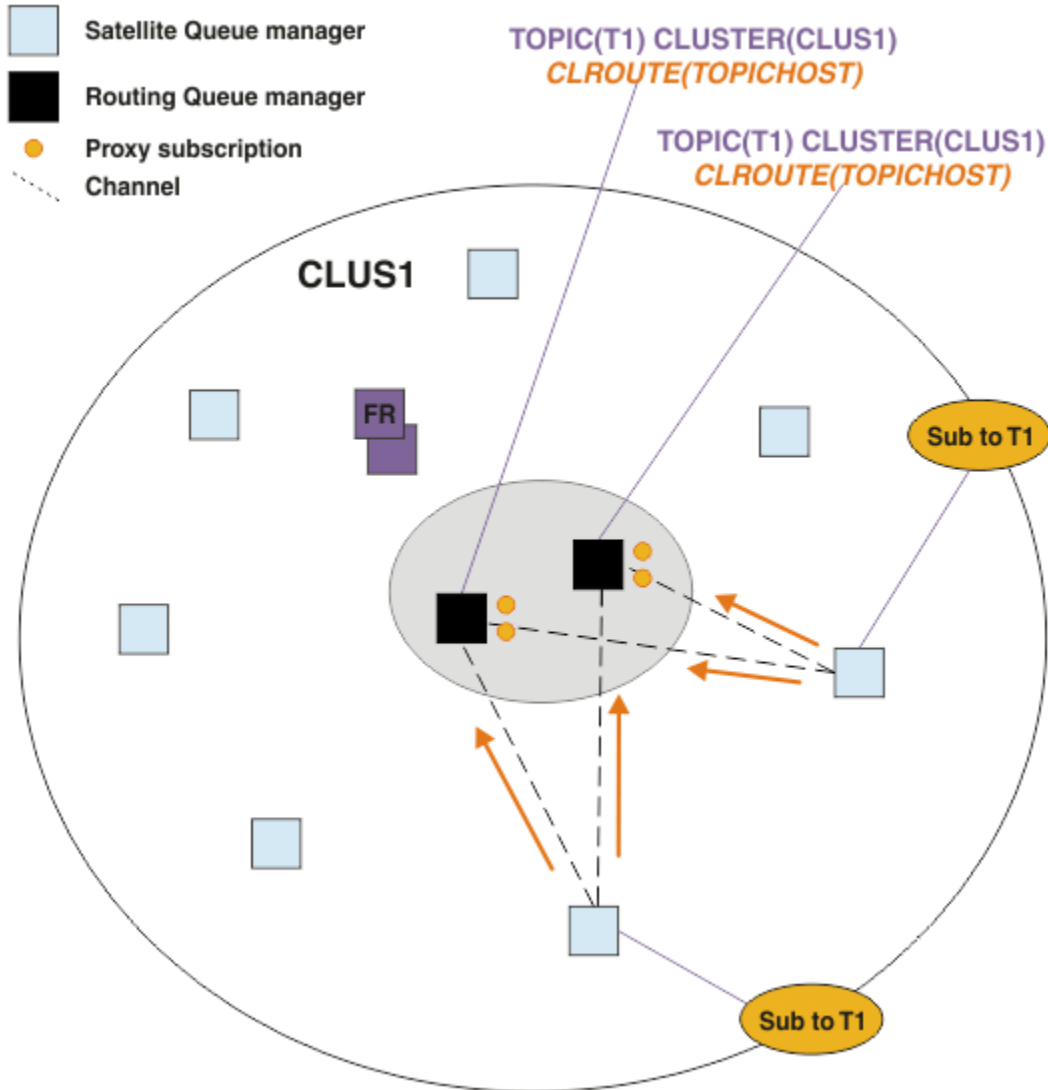 Satellite Queue manager
Routing Queue manager
Proxy subscription
Channel
TOPIC(T1) CLUSTER(CLUS1)
CLROUTE(TOPICHOST)
TOPIC(T1) CLUSTER(CLUS1)
CLROUTE(TOPICHOST)
CLUS1
FR
Sub to T1
Sub to T1